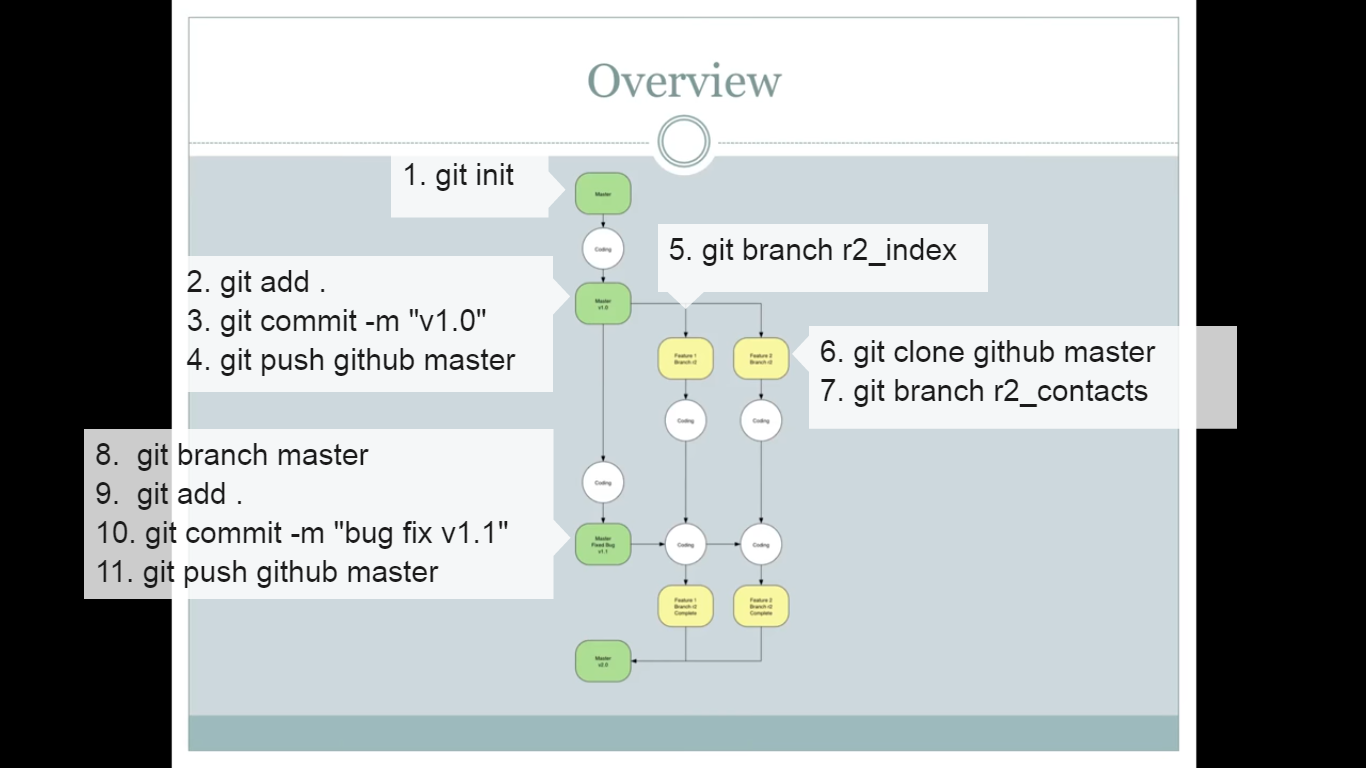 Overview
1. git init
Master
Coding
2. git add .
3. git commit -m "v1.0"
4. git push github master
Master
v1.0
5. git branch r2_index
Feature 1
Branch r2
Feature 2
Branch r2
6. git clone github master
7. git branch r2_contacts
Coding
Coding
8. git branch master
9. git add .
10. git commit -m "bug fix v1.1"
11. git push github master
Coding
Master
Fixed Bug
v1.1
Coding
Coding
Feature 1
Branch r2
Complete
Feature 2
Branch r2
Complete
Master
v2.0